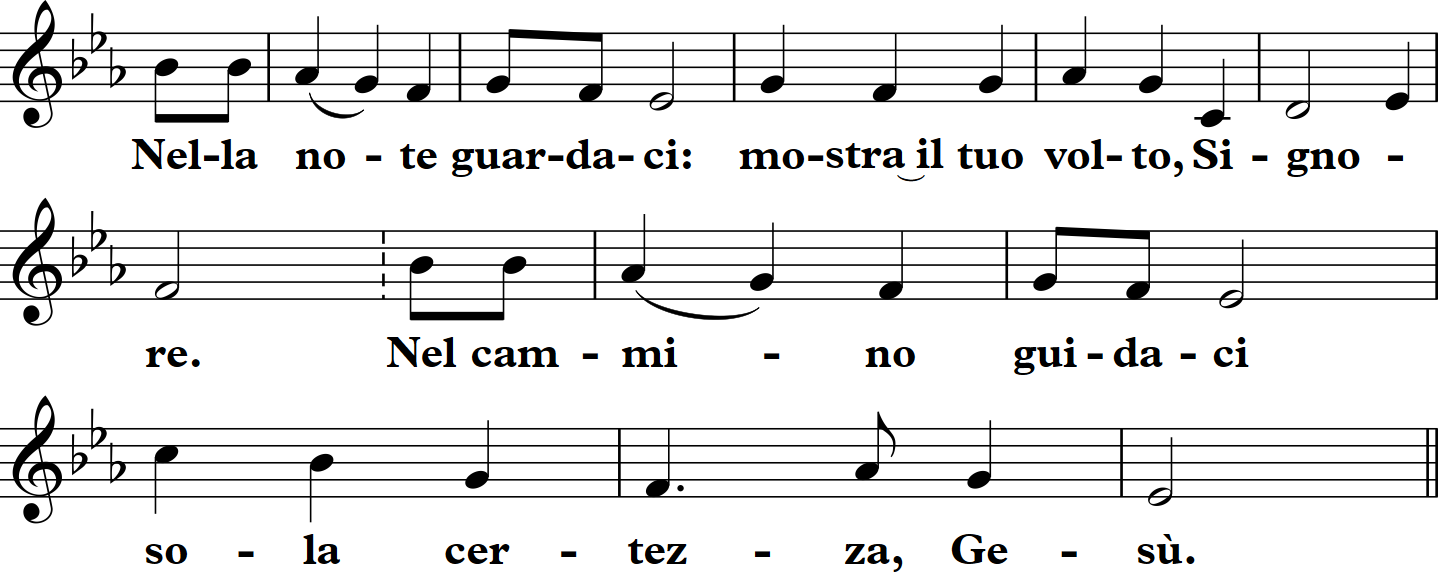 Nel-la no - te guar-da-ci: mo-stra il tuo vol-to, Si - gno -
re. Nel cam - mi - no gui-da - ci
so - la cer - tez - za, Ge - sù.